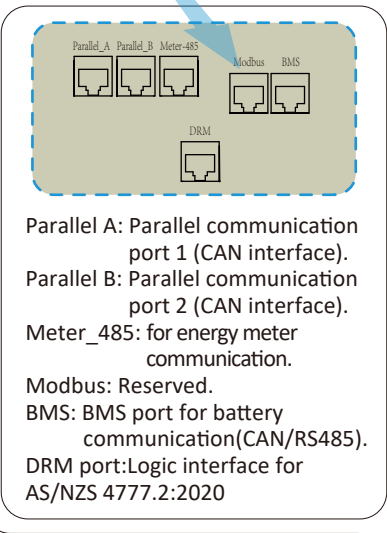 Parallel_A Parallel_B Meter-485
Modbus BMS
DRM
Parallel A: Parallel communication
port 1 (CAN interface).
Parallel B: Parallel communication
port 2 (CAN interface).
Meter_485: for energy meter
communication.
Modbus: Reserved.
BMS: BMS port for battery
communication(CAN/RS485).
DRM port:Logic interface for
AS/NZS 4777.2:2020